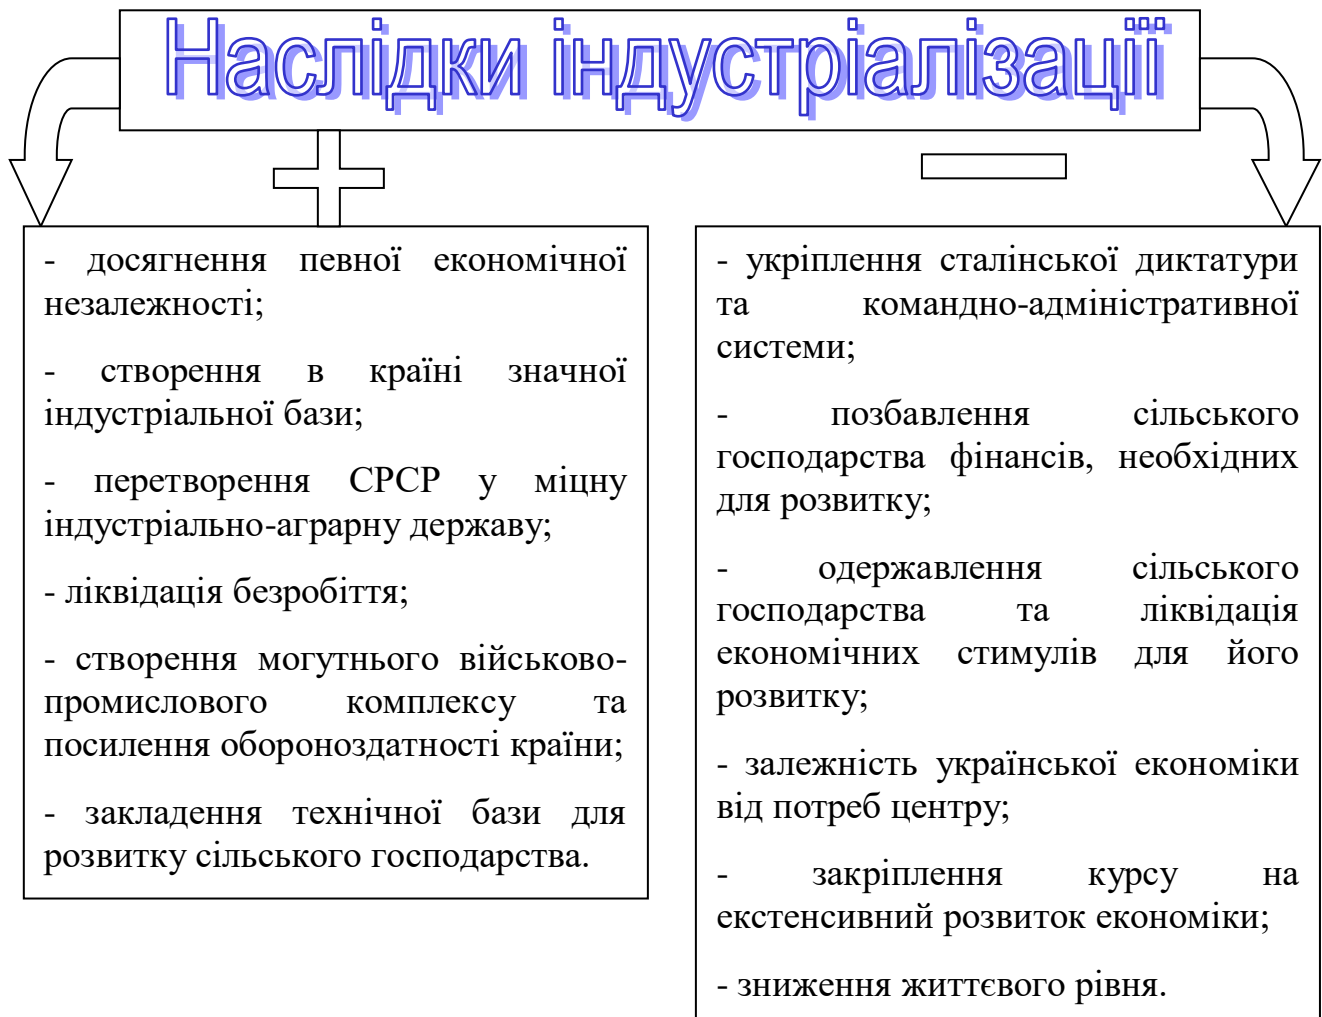 Наслідки індустріалізації
- досягнення певної економічної
незалежності;
- створення в країні значної
індустріальної бази;
- перетворення СРСР у міцну
індустріально-аграрну державу;
- ліквідація безробіття;
- створення могутнього військово-
промислового комплексу та
посилення обороноздатності країни;
- закладення технічної бази для
розвитку сільського господарства.
- укріплення сталінської диктатури
та командно-адміністративної
системи;
- позбавлення сільського
господарства фінансів, необхідних
для розвитку;
- одержавлення сільського
господарства та ліквідація
економічних стимулів для його
розвитку;
- залежність української економіки
від потреб центру;
- закріплення курсу на
екстенсивний розвиток економіки;
- зниження життєвого рівня.